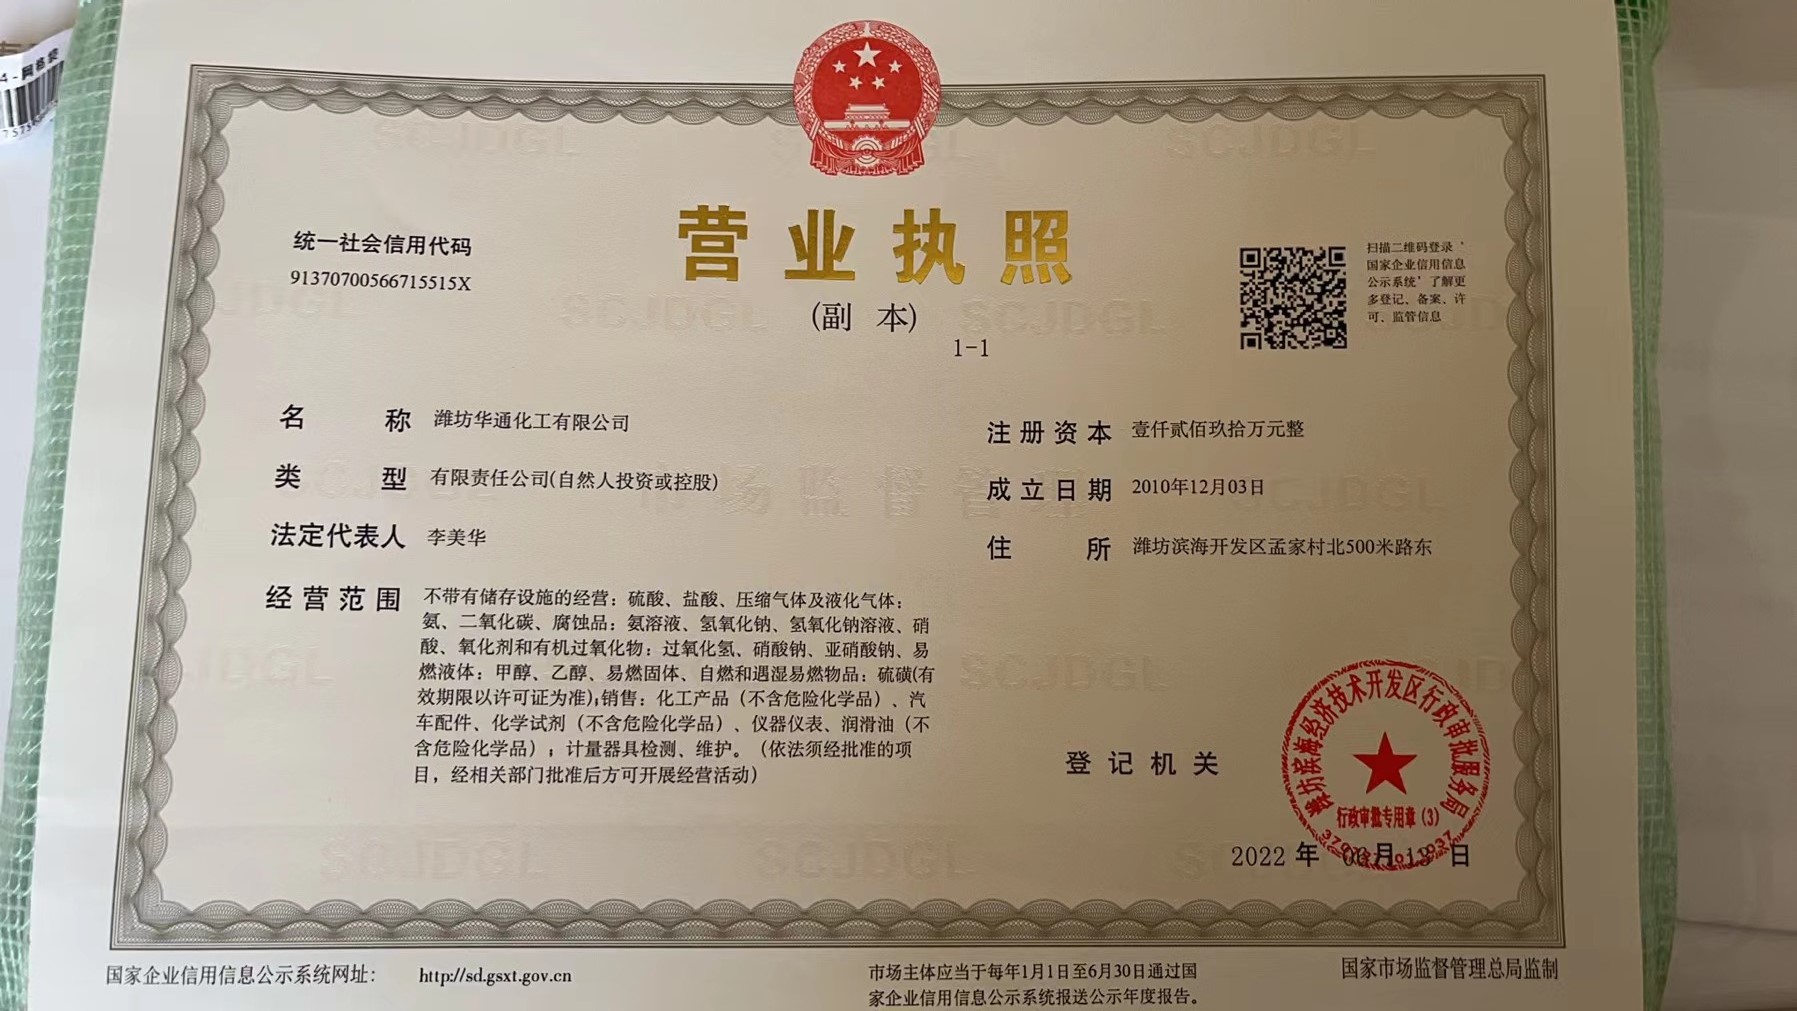 营业执照
(副 本)
1-1
统一社会信用代码
91370700566715515X
扫描二维码登录‘
国家企业信用信息
公示系统’了解更
多登记、备案、许
可、监管信息
名 称 潍坊华通化工有限公司
类 型 有限责任公司(自然人投资或控股)
法定代表人 李美华
经营范围 不带有储存设施的经营：硫酸、盐酸、压缩气体及液化气体：
氨、二氧化碳、腐蚀品：氨溶液、氢氧化钠、氢氧化钠溶液、硝
酸、氧化剂和有机过氧化物：过氧化氢、硝酸钠、亚硝酸钠、易
燃液体：甲醇、乙醇、易燃固体、自燃和遇湿易燃物品：硫磺(有
效期限以许可证为准);销售：化工产品（不含危险化学品）、汽
车配件、化学试剂（不含危险化学品）、仪器仪表、润滑油（不
含危险化学品）；计量器具检测、维护。（依法须经批准的项
目，经相关部门批准后方可开展经营活动）
注册资本 壹仟贰佰玖拾万元整
成立日期 2010年12月03日
住 所 潍坊滨海开发区孟家村北500米路东
登记机关
潍坊滨海经济技术开发区行政审批服务局
行政审批专用章（3）
2022 年 06月 13 日
国家企业信用信息公示系统网址： http://sd.gsxt.gov.cn
市场主体应当于每年1月1日至6月30日通过国
家企业信用信息公示系统报送公示年度报告。
国家市场监督管理总局监制